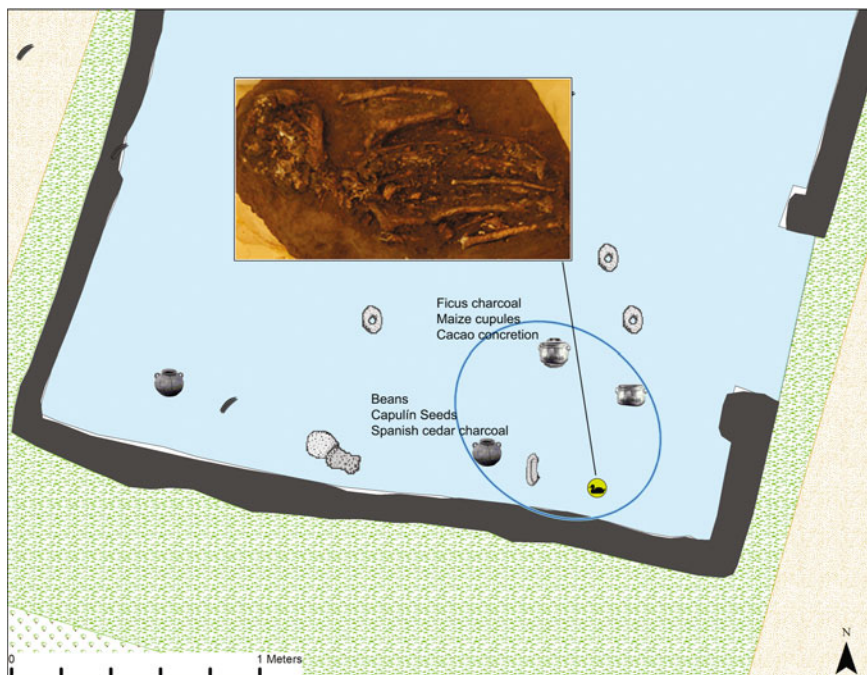 Ficus charcoal
Maize cupules
Cacao concretion
Beans
Capulín Seeds
Spanish cedar charcoal
N
0 1 Meters